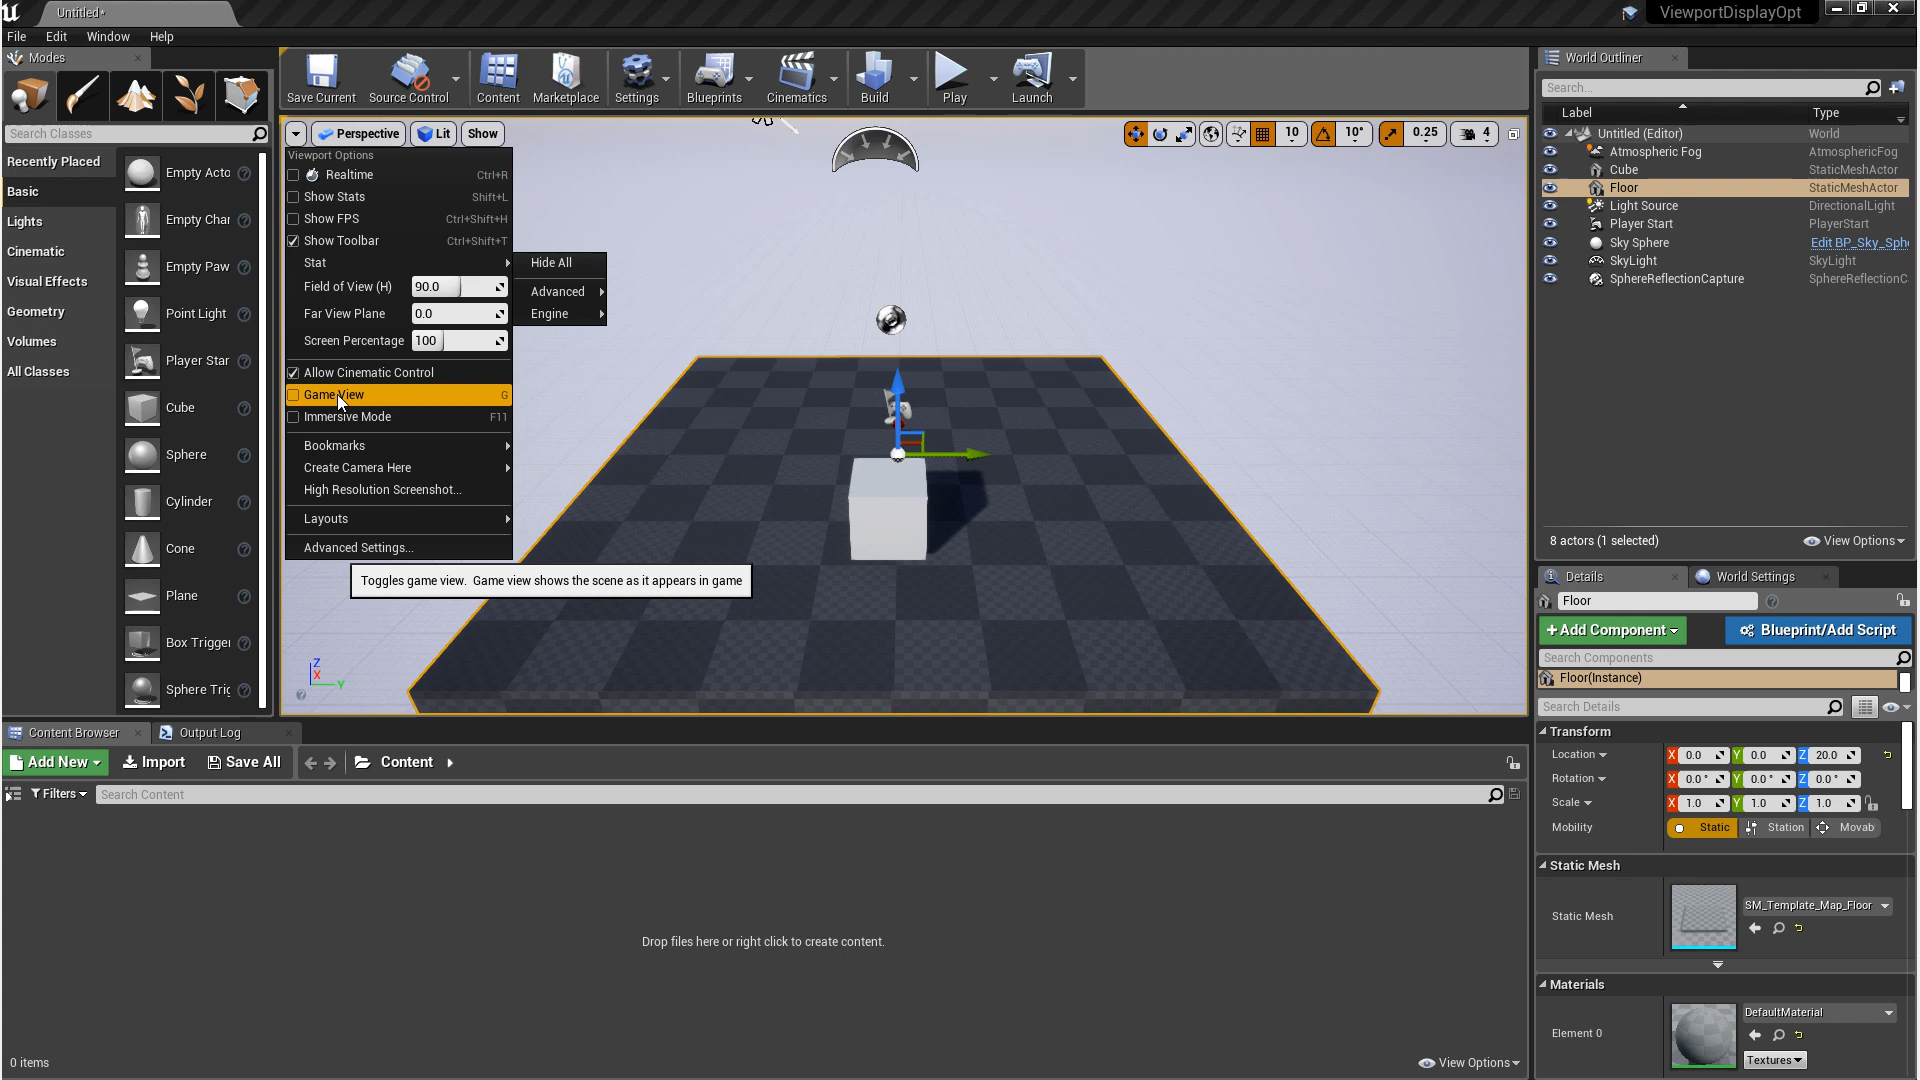 Untitled*
ViewportDisplayOpt
File Edit Window Help
Modes
Save Current
Source Control
Content
Marketplace
Settings
Blueprints
Cinematics
Build
Play
Launch
Search Classes
Recently Placed
Basic
Lights
Cinematic
Visual Effects
Geometry
Volumes
All Classes
Empty Acto
Empty Char
Empty Paw
Point Light
Player Star
Cube
Sphere
Cylinder
Cone
Plane
Box Trigger
Sphere Trig
Perspective Lit Show
10 10° 0.25 4
Viewport Options
Realtime Ctrl+R
Show Stats Shift+L
Show FPS Ctrl+Shift+H
Show Toolbar Ctrl+Shift+T
Stat
Field of View (H) 90.0
Far View Plane 0.0
Screen Percentage 100
Allow Cinematic Control
Game View G
Immersive Mode F11
Bookmarks
Create Camera Here
High Resolution Screenshot...
Layouts
Advanced Settings...
Hide All
Advanced
Engine
Toggles game view. Game view shows the scene as it appears in game
Z
X
Y
World Outliner
Search...
Label Type
Untitled (Editor) World
Atmospheric Fog AtmosphericFog
Cube StaticMeshActor
Floor StaticMeshActor
Light Source DirectionalLight
Player Start PlayerStart
Sky Sphere Edit BP_Sky_Sph
SkyLight SkyLight
SphereReflectionCapture SphereReflectionC
8 actors (1 selected) View Options
Details World Settings
Floor
+Add Component Blueprint/Add Script
Search Components
Floor(Instance)
Search Details
Transform
Location X 0.0 Y 0.0 Z 20.0
Rotation X 0.0 ° Y 0.0 ° Z 0.0 °
Scale X 1.0 Y 1.0 Z 1.0
Mobility Static Station Movab
Static Mesh
Static Mesh SM_Template_Map_Floor
Materials
Element 0 DefaultMaterial
Textures
Content Browser Output Log
Add New Import Save All Content
Filters Search Content
Drop files here or right click to create content.
0 items View Options